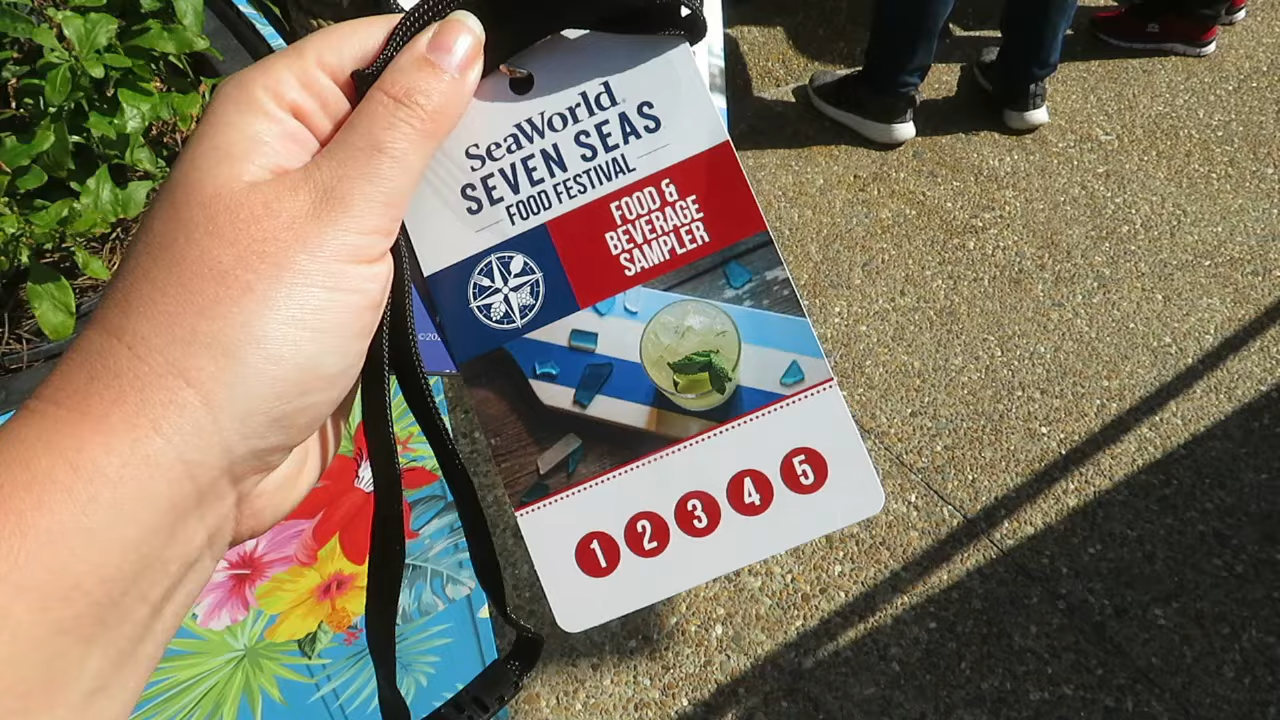 SeaWorld
SEVEN SEAS
FOOD FESTIVAL
FOOD &
BEVERAGE
SAMPLER
1 2 3 4 5